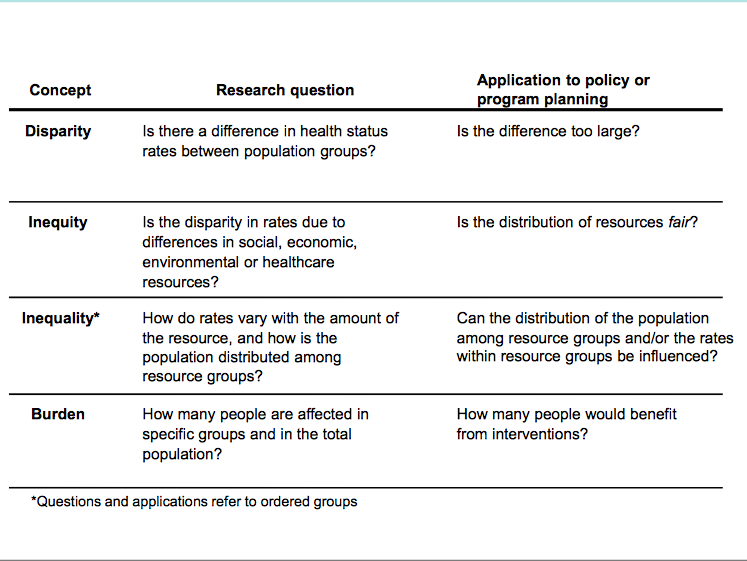 Concept Research question Application to policy or
program planning
Disparity Is there a difference in health status Is the difference too large?
rates between population groups?
Inequity Is the disparity in rates due to Is the distribution of resources fair?
differences in social, economic,
environmental or healthcare
resources?
Inequality* How do rates vary with the amount of Can the distribution of the population
the resource, and how is the among resource groups and/or the rates
population distributed among within resource groups be influenced?
resource groups?
Burden How many people are affected in How many people would benefit
specific groups and in the total from interventions?
population?
*Questions and applications refer to ordered groups